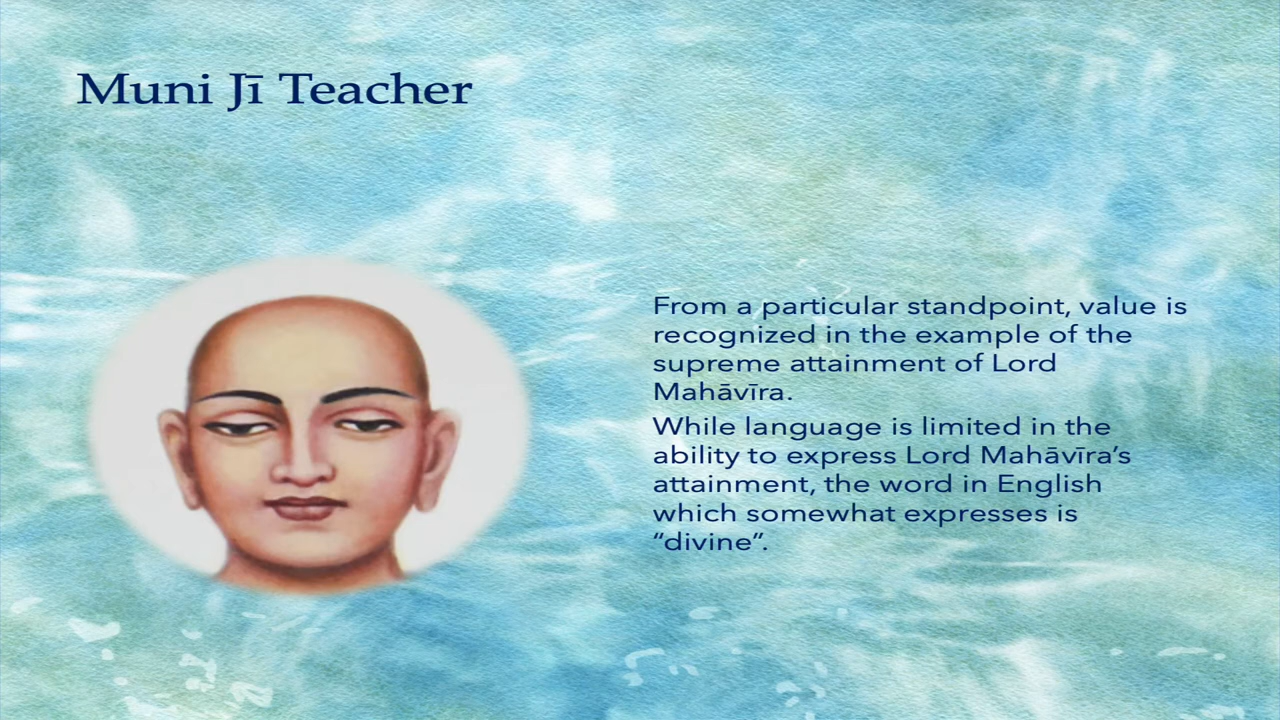 Muni Jī Teacher
From a particular standpoint, value is
recognized in the example of the
supreme attainment of Lord
Mahāvīra.
While language is limited in the
ability to express Lord Mahāvīra’s
attainment, the word in English
which somewhat expresses is
“divine”.